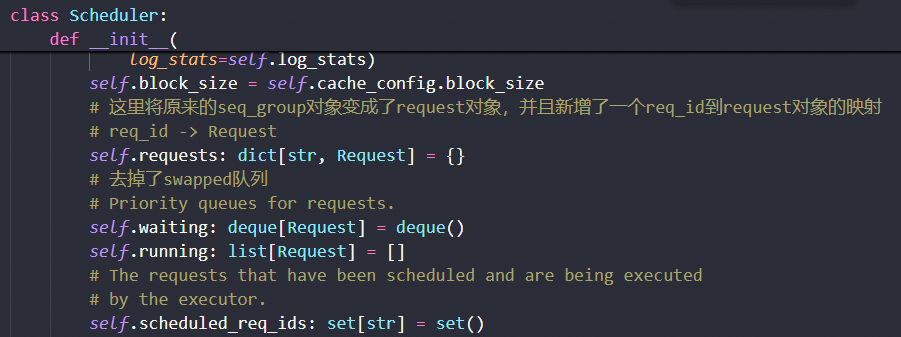 class Scheduler:
    def __init__(
            log_stats=self.log_stats)
        self.block_size = self.cache_config.block_size
        # 这里将原来的seq_group对象变成了request对象，并且新增了一个req_id到request对象的映射
        # req_id -> Request
        self.requests: dict[str, Request] = {}
        # 去掉了swapped队列
        # Priority queues for requests.
        self.waiting: deque[Request] = deque()
        self.running: list[Request] = []
        # The requests that have been scheduled and are being executed
        # by the executor.
        self.scheduled_req_ids: set[str] = set()